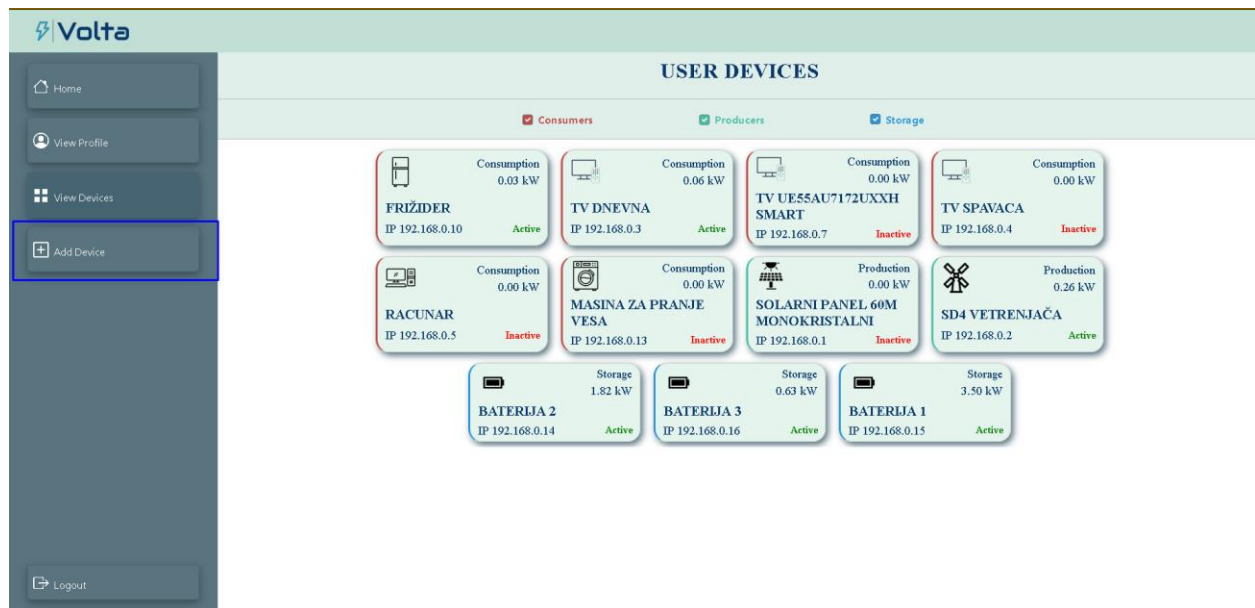 Volta
Home
View Profile
View Devices
Add Device
Logout
USER DEVICES
Consumers Producers Storage
Consumption
0.03 kW
FRIŽIDER
IP 192.168.0.10 Active
Consumption
0.06 kW
TV DNEVNA
IP 192.168.0.3 Active
Consumption
0.00 kW
TV UE55AU7172UXXH
SMART
IP 192.168.0.7 Inactive
Consumption
0.00 kW
TV SPAVACA
IP 192.168.0.4 Inactive
Consumption
0.00 kW
RACUNAR
IP 192.168.0.5 Inactive
Consumption
0.00 kW
MASINA ZA PRANJE
VESA
IP 192.168.0.13 Inactive
Production
0.00 kW
SOLARNI PANEL 60M
MONOKRISTALNI
IP 192.168.0.1 Inactive
Production
0.26 kW
SD4 VETRENJAČA
IP 192.168.0.2 Active
Storage
1.82 kW
BATERIJA 2
IP 192.168.0.14 Active
Storage
0.63 kW
BATERIJA 3
IP 192.168.0.16 Active
Storage
3.50 kW
BATERIJA 1
IP 192.168.0.15 Active